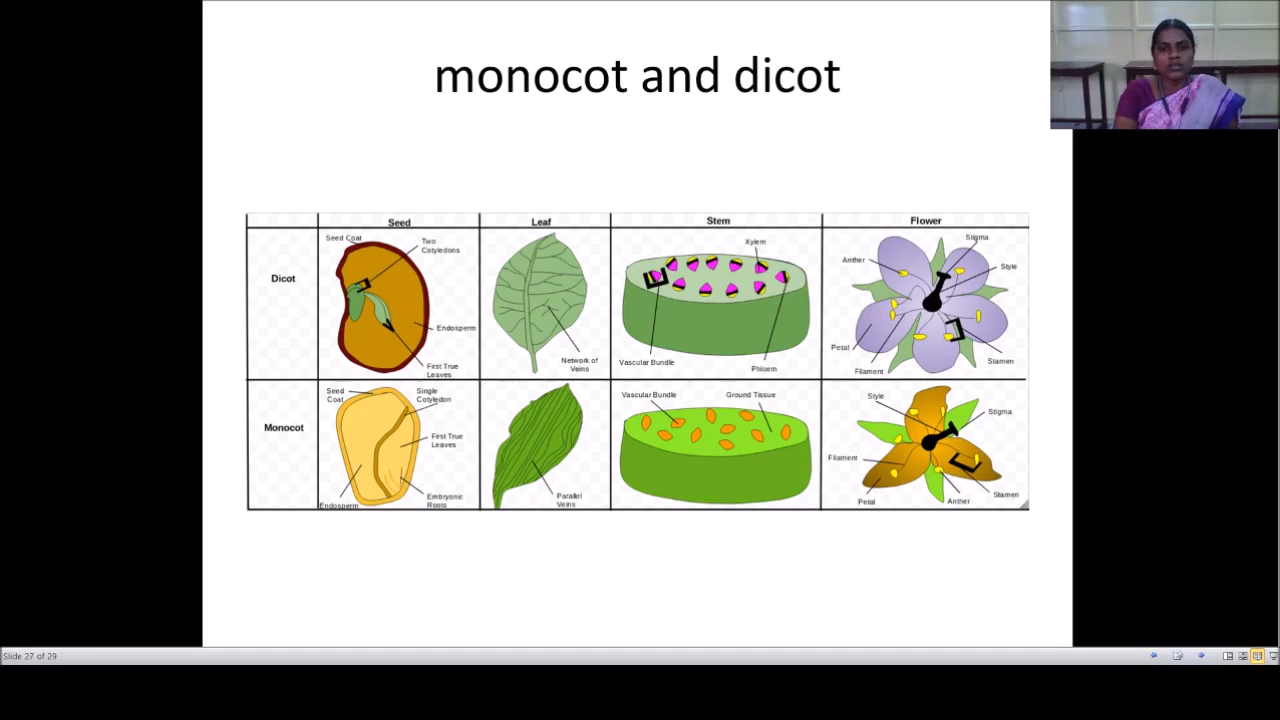 monocot and dicot
Seed
Leaf
Stem
Flower
Dicot
Seed Coat
Two
Cotyledons
Endosperm
First True
Leaves
Network of
Veins
Xylem
Vascular Bundle
Phloem
Stigma
Anther
Style
Petal
Filament
Stamen
Monocot
Seed
Coat
Single
Cotyledon
First True
Leaves
Embryonic
Roots
Endosperm
Parallel
Veins
Vascular Bundle
Ground Tissue
Style
Stigma
Filament
Petal
Anther
Stamen
Slide 27 of 29